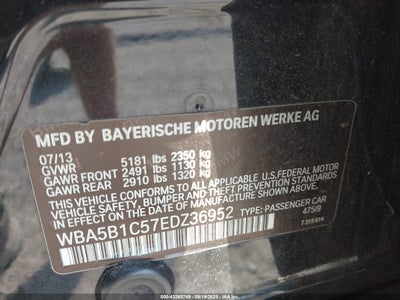 MFD BY BAYERISCHE MOTOREN WERKE AG
07/13
GVWR 5181 lbs 2350 kg
GAWR FRONT 2491 lbs 1130 kg
GAWR REAR 2910 lbs 1320 kg
THIS VEHICLE CONFORMS TO ALL APPLICABLE U.S. FEDERAL MOTOR
VEHICLE SAFETY, BUMPER, AND THEFT PREVENTION STANDARDS IN
EFFECT ON THE DATE OF MANUFACTURE SHOWN ABOVE.
WBA5B1C57EDZ36952 TYPE: PASSENGER CAR
475/9